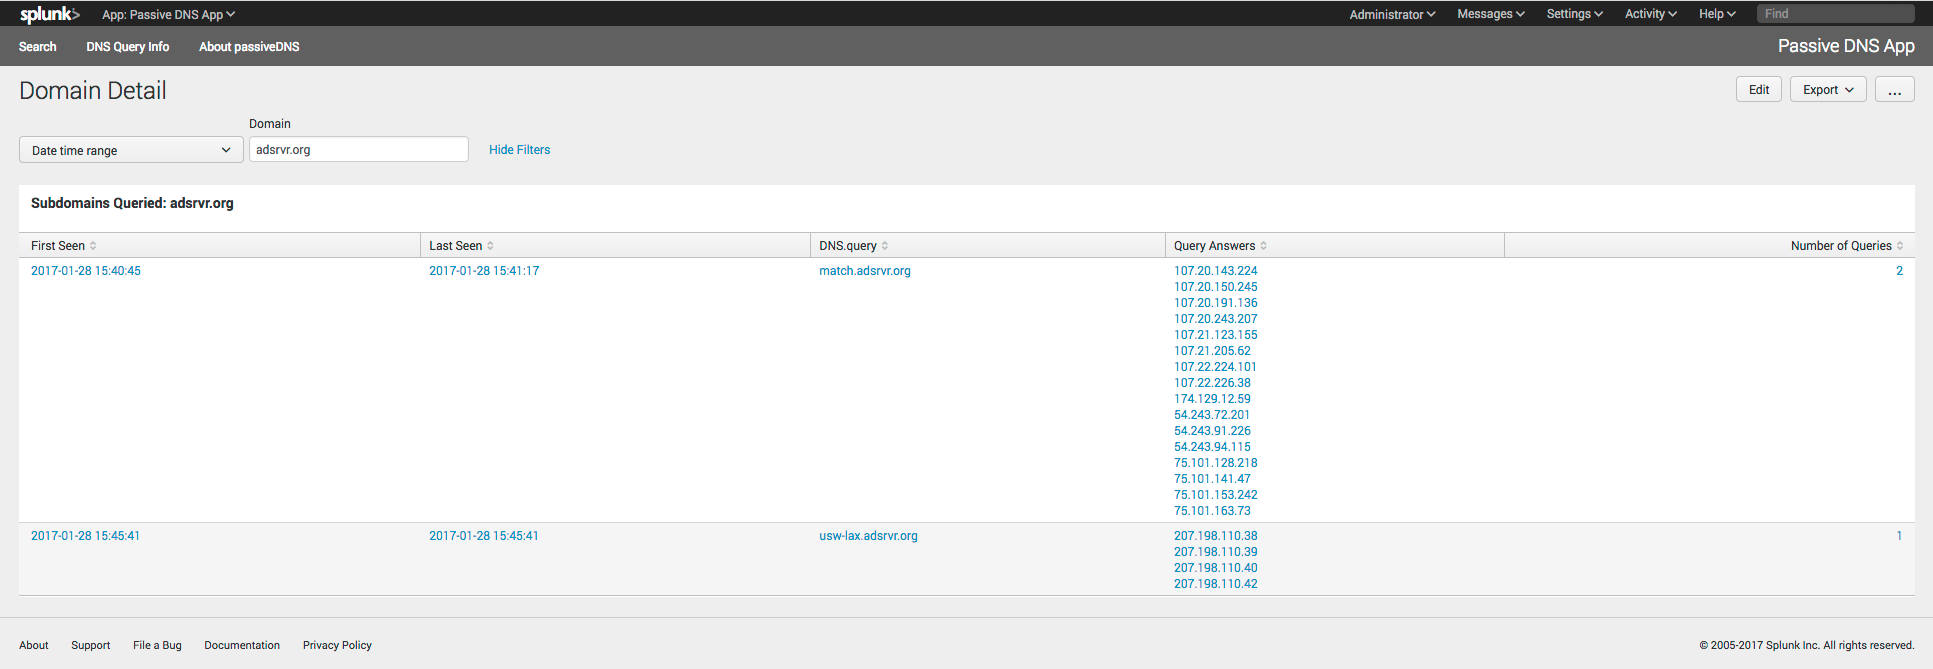 splunk> App: Passive DNS App Administrator Messages Settings Activity Help Find
Search DNS Query Info About passiveDNS Passive DNS App
Domain Detail Edit Export ...
Domain
Date time range adsrvr.org Hide Filters
Subdomains Queried: adsrvr.org
First Seen Last Seen DNS.query Query Answers Number of Queries
2017-01-28 15:40:45 2017-01-28 15:41:17 match.adsrvr.org 107.20.143.224 2
107.20.150.245
107.20.191.136
107.20.243.207
107.21.123.155
107.21.205.62
107.22.224.101
107.22.226.38
174.129.12.59
54.243.72.201
54.243.91.226
54.243.94.115
75.101.128.218
75.101.141.47
75.101.153.242
75.101.163.73
2017-01-28 15:45:41 2017-01-28 15:45:41 usw-lax.adsrvr.org 207.198.110.38 1
207.198.110.39
207.198.110.40
207.198.110.42
About Support File a Bug Documentation Privacy Policy © 2005-2017 Splunk Inc. All rights reserved.